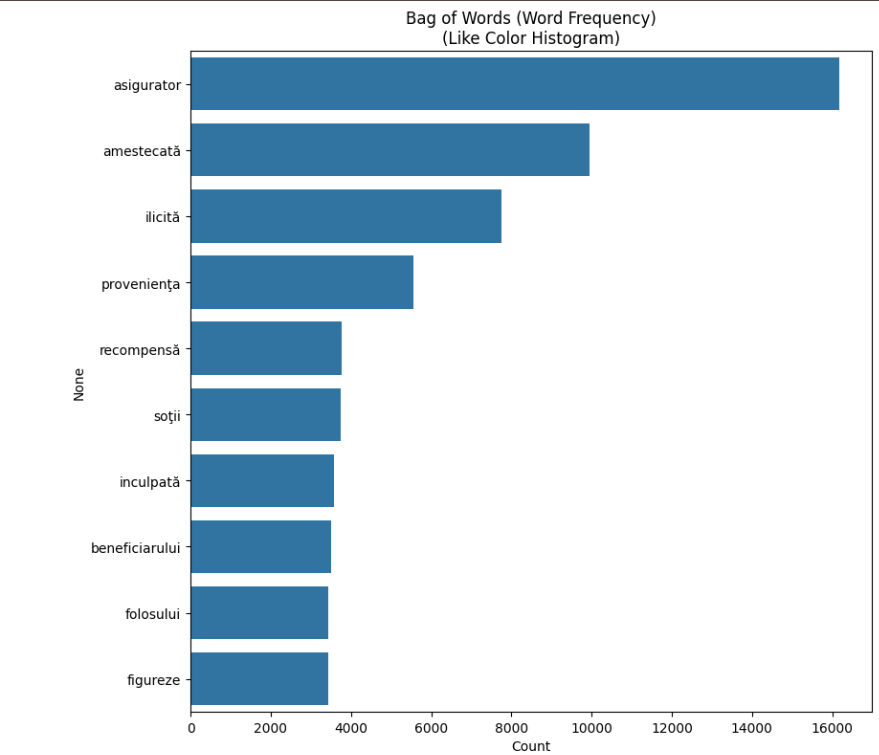 Bag of Words (Word Frequency)
(Like Color Histogram)
asigurator
amestecată
ilicită
proveniența
recompensă
soţii
inculpată
beneficiarului
folosului
figureze
None
0 2000 4000 6000 8000 10000 12000 14000 16000
Count